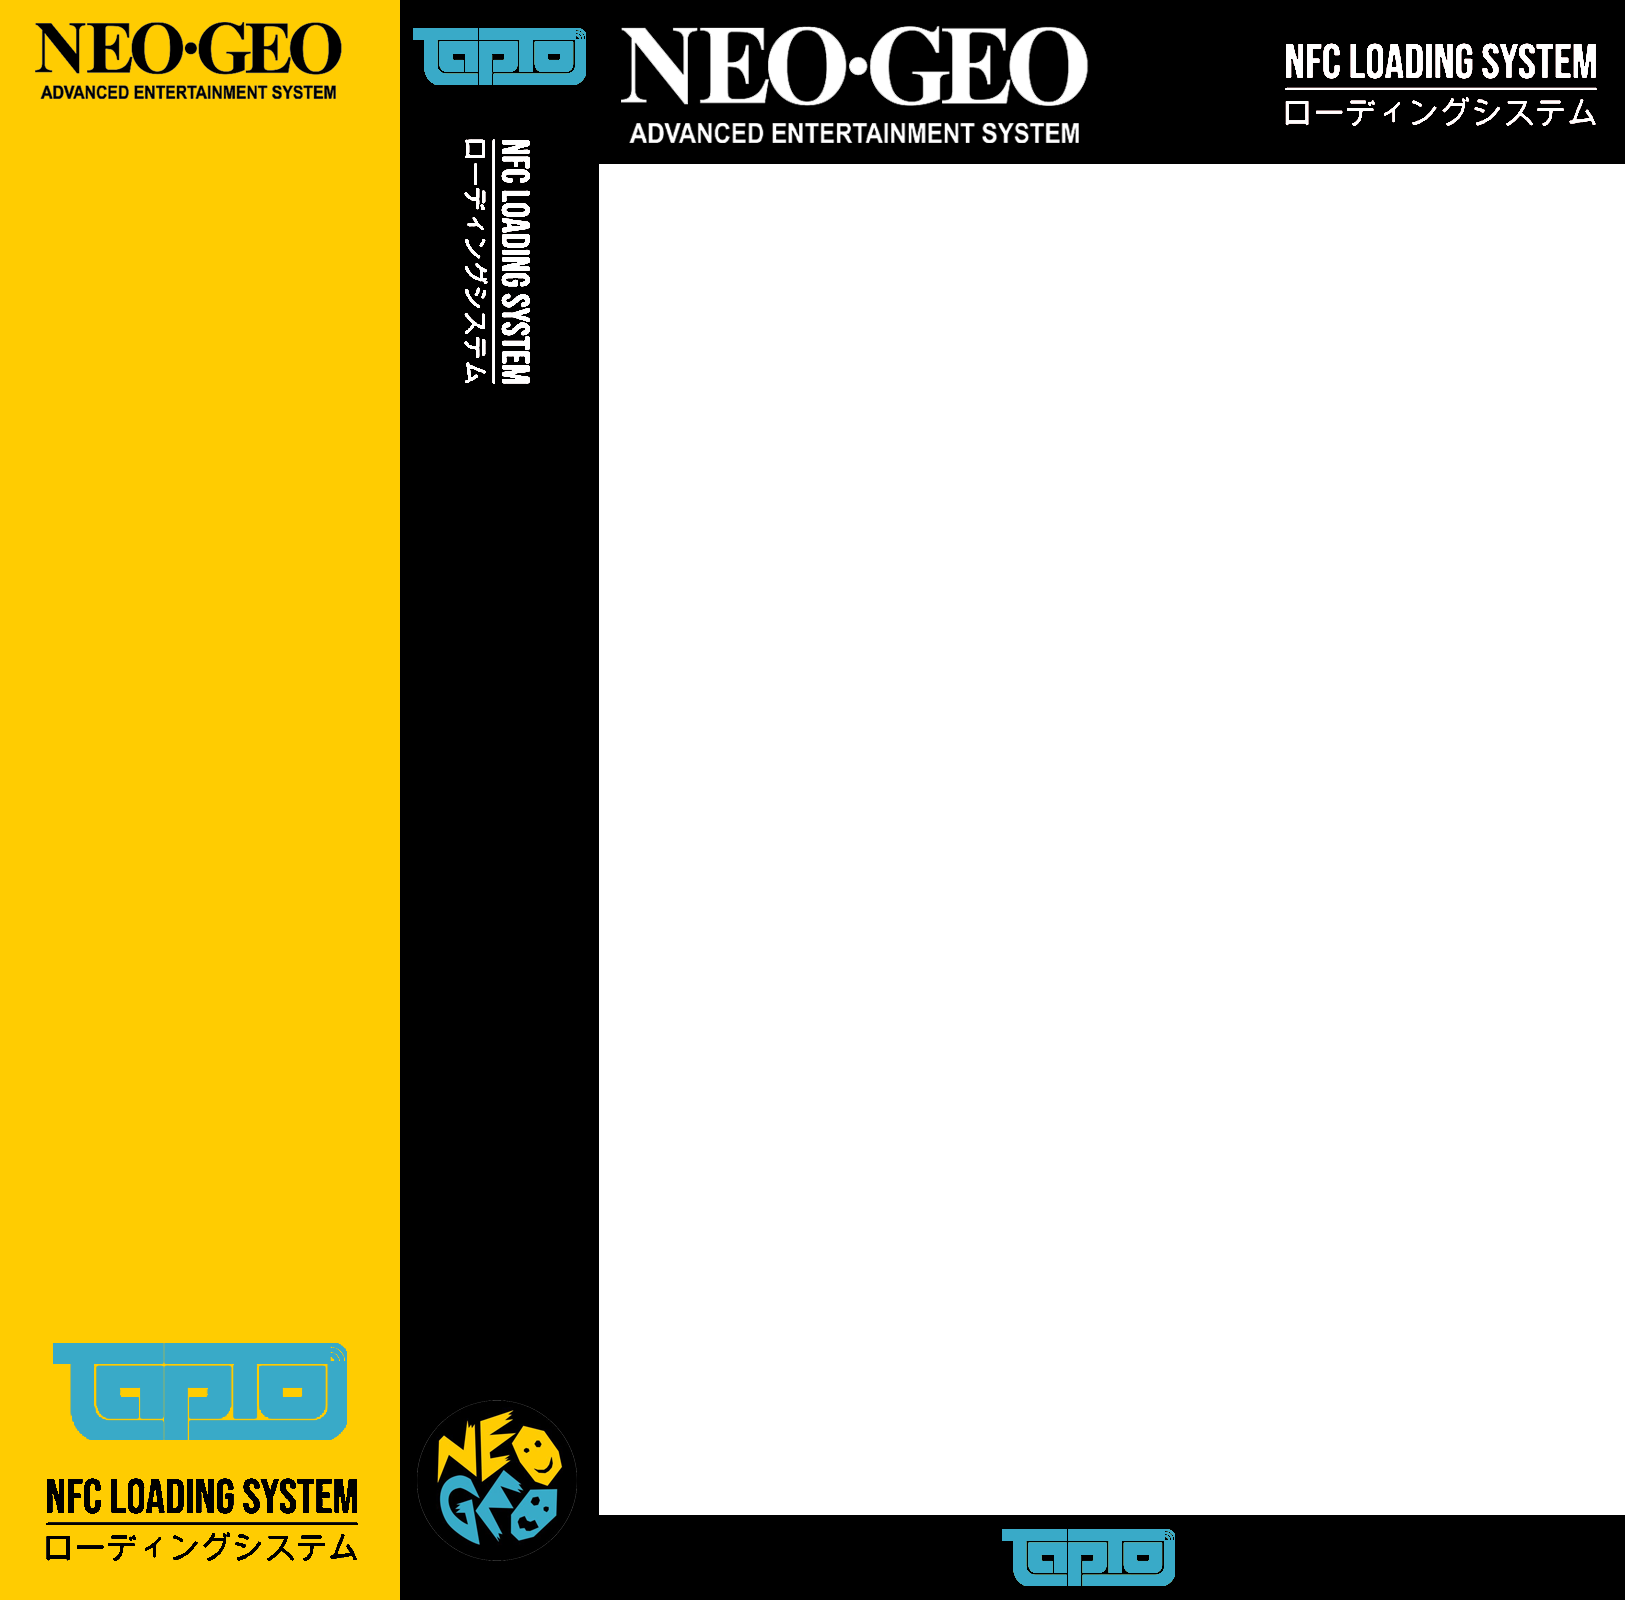 NEO•GEO
ADVANCED ENTERTAINMENT SYSTEM
TapTo
NFC LOADING SYSTEM
ローディングシステム
TapTo
NFC LOADING SYSTEM
ローディングシステム
NEO
GEO
NEO•GEO
ADVANCED ENTERTAINMENT SYSTEM
NFC LOADING SYSTEM
ローディングシステム
TapTo